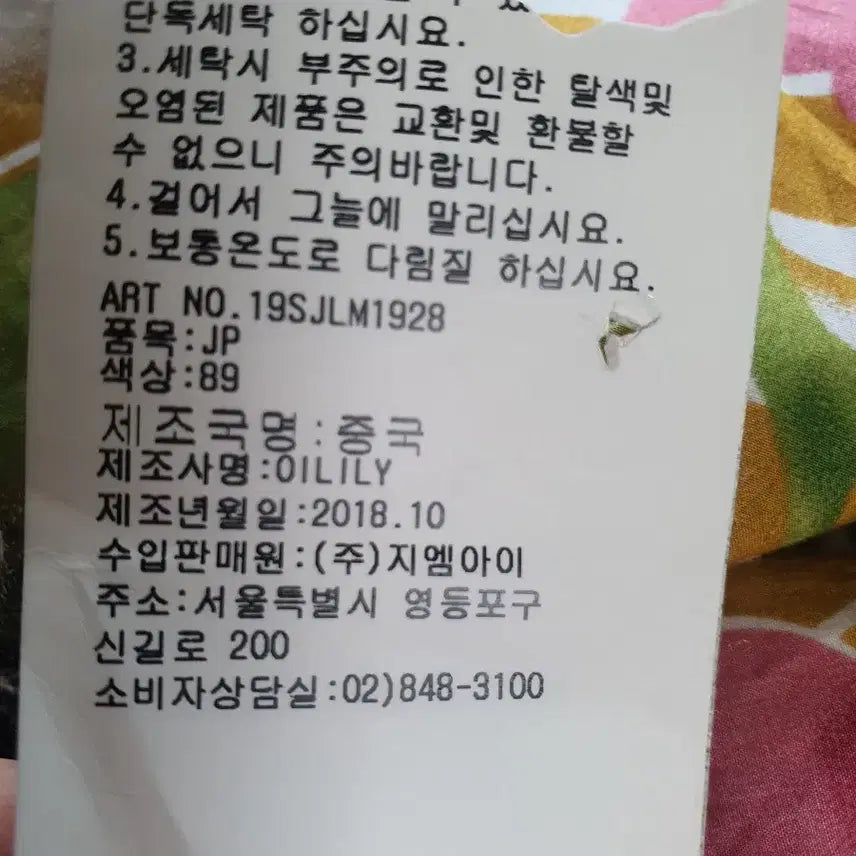 단독세탁 하십시요.
3.세탁시 부주의로 인한 탈색및
오염된 제품은 교환및 환불할
수 없으니 주의바랍니다.
4.걸어서 그늘에 말리십시요.
5.보통온도로 다림질 하십시요.
ART NO.19SJLM1928
품목:JP
색상:89
제조국명:중국
제조사명:OILILY
제조년월일:2018.10
수입판매원:(주)지엠아이
주소:서울특별시 영등포구
신길로 200
소비자상담실:02)848-3100